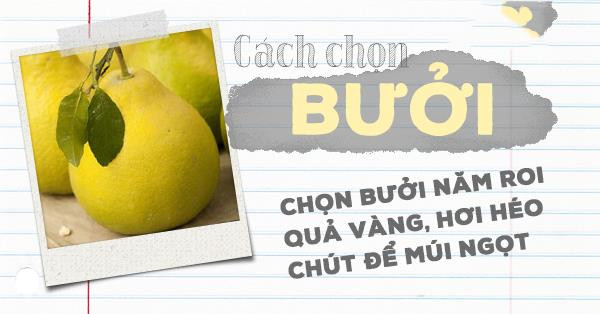 Cách chọn
BƯỞI
CHỌN BƯỞI NĂM ROI
QUẢ VÀNG, HƠI HÉO
CHÚT ĐỂ MÚI NGỌT